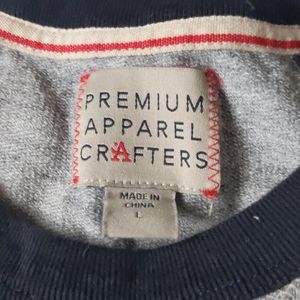 PREMIUM
APPAREL
CRAFTERS
MADE IN
CHINA
L